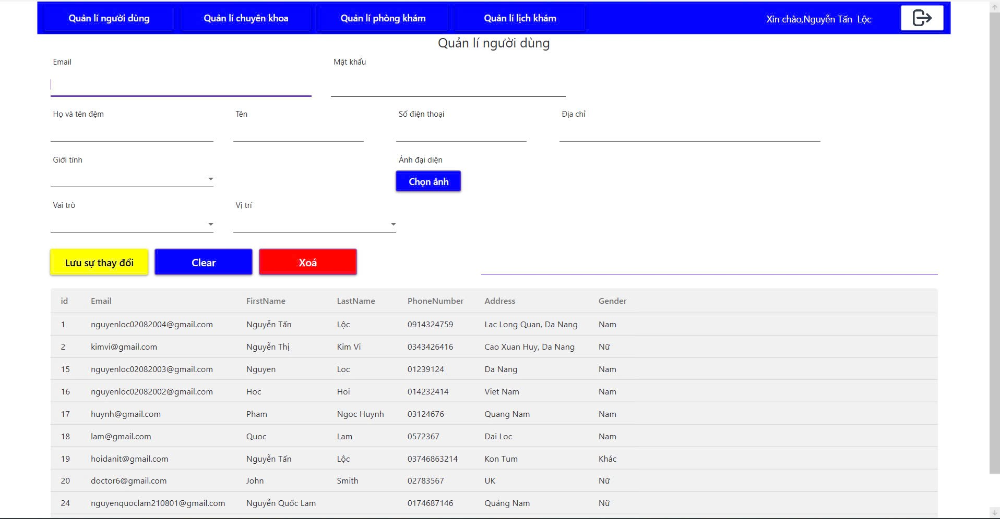 Quản lí người dùng Quản lí chuyên khoa Quản lí phòng khám Quản lí lịch khám Xin chào,Nguyễn Tấn Lộc
Quản lí người dùng
Email Mật khẩu
Họ và tên đệm Tên Số điện thoại Địa chỉ
Giới tính Ảnh đại diện
Chọn ảnh
Vai trò Vị trí
Lưu sự thay đổi Clear Xoá
id Email FirstName LastName PhoneNumber Address Gender
1 nguyenloc02082004@gmail.com Nguyễn Tấn Lộc 0914324759 Lac Long Quan, Da Nang Nam
2 kimvi@gmail.com Nguyễn Thị Kim Vi 0343426416 Cao Xuan Huy, Da Nang Nữ
15 nguyenloc02082003@gmail.com Nguyen Loc 01239124 Da Nang Nam
16 nguyenloc02082002@gmail.com Hoc Hoi 014232414 Viet Nam Nam
17 huynh@gmail.com Pham Ngoc Huynh 03124676 Quang Nam Nam
18 lam@gmail.com Quoc Lam 0572367 Dai Loc Nam
19 hoidanit@gmail.com Nguyễn Tấn Lộc 03746863214 Kon Tum Khác
20 doctor6@gmail.com John Smith 02783567 UK Nữ
24 nguyenquoclam210801@gmail.com Nguyễn Quốc Lam 0174687146 Quảng Nam Nữ